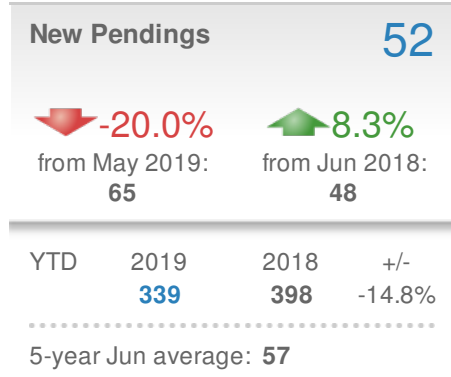 New Pendings 52
-20.0% 8.3%
from May 2019: from Jun 2018:
65 48
YTD 2019 2018 +/-
339 398 -14.8%
5-year Jun average: 57